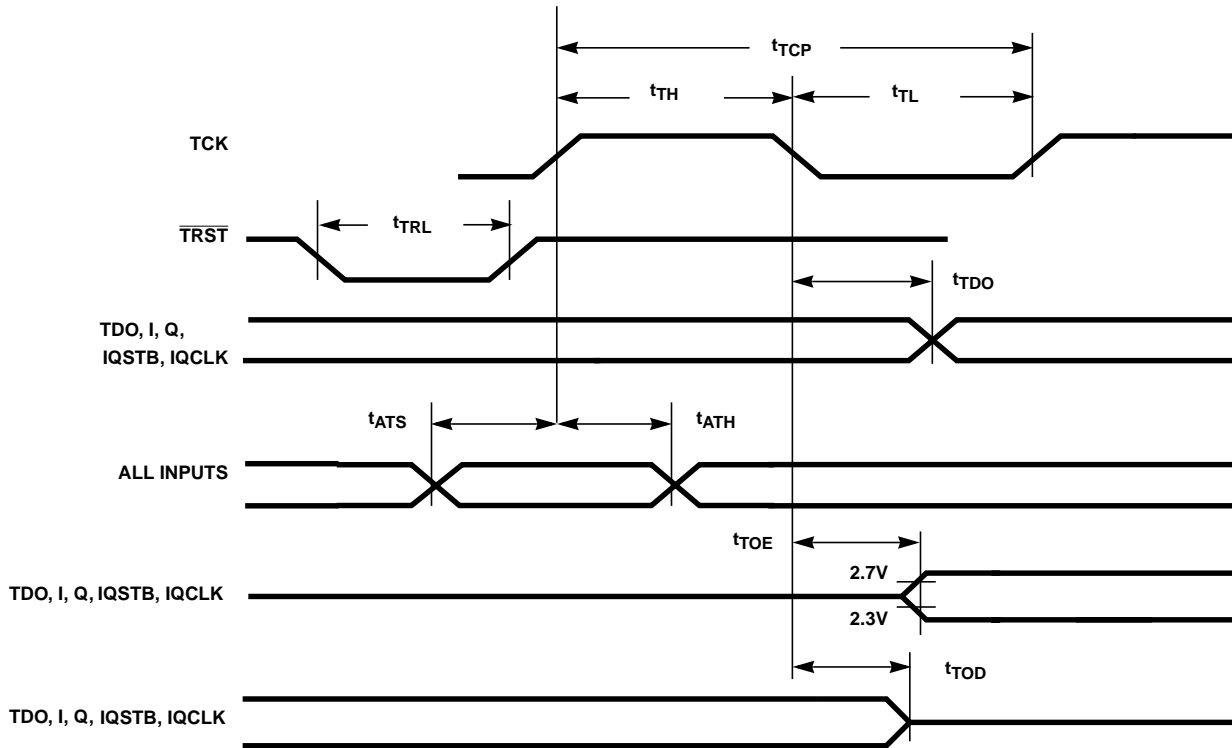 tTCP
tTH
tTL
TCK
tTRL
TRST
tTDO
TDO, I, Q,
IQSTB, IQCLK
tATS
tATH
ALL INPUTS
tTOE
2.7V
TDO, I, Q, IQSTB, IQCLK
2.3V
tTOD
TDO, I, Q, IQSTB, IQCLK